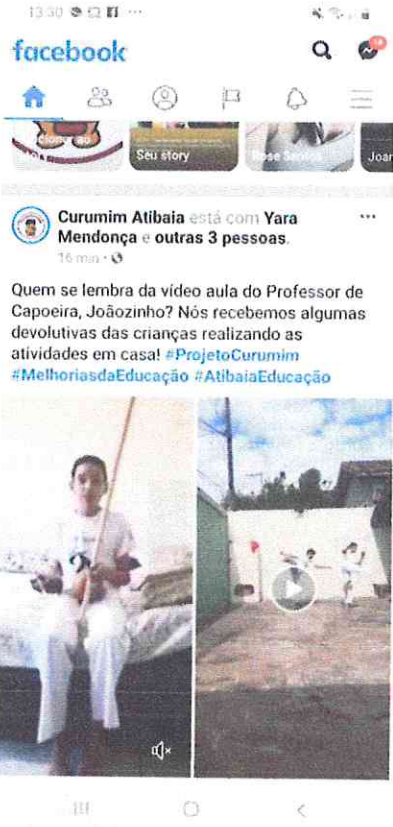 13:30
facebook
Seu story
Rose Santos
Joar
Curumim Atibaia está com Yara
Mendonça e outras 3 pessoas.
16 min
Quem se lembra da vídeo aula do Professor de
Capoeira, Joãozinho? Nós recebemos algumas
devolutivas das crianças realizando as
atividades em casa! #ProjetoCurumim
#MelhoriasdaEducação #AtibaiaEducação